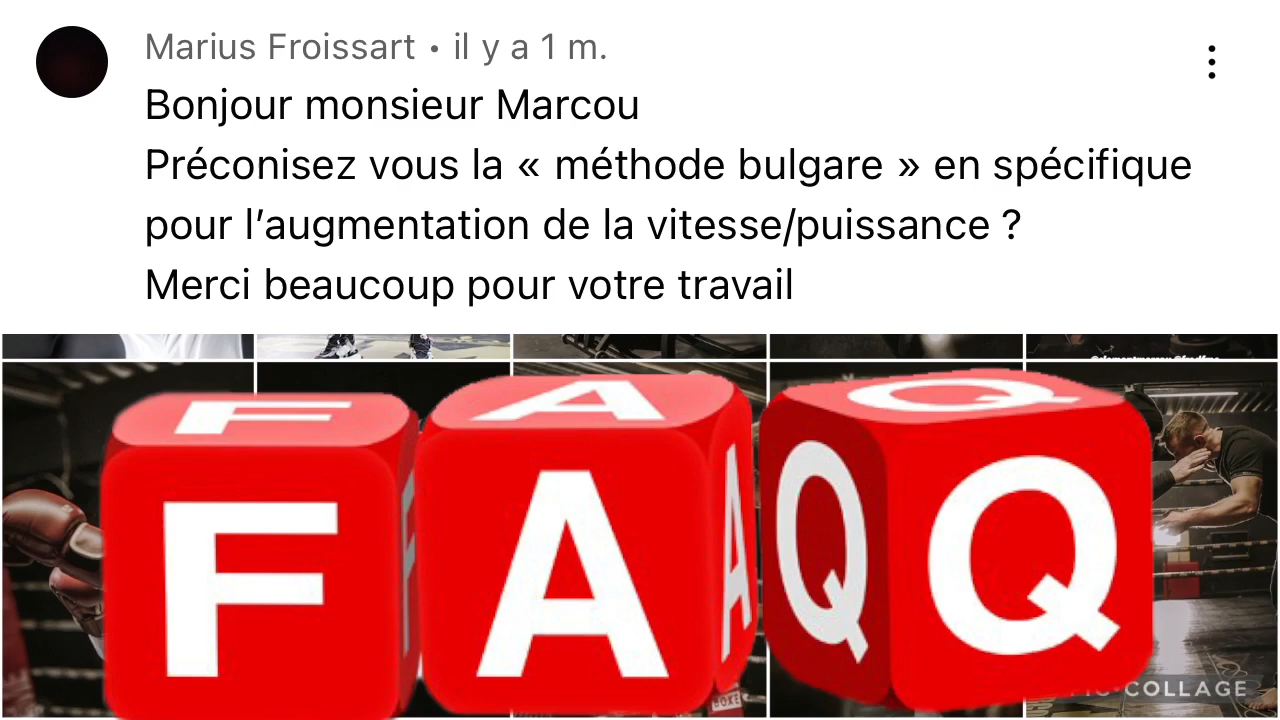 Marius Froissart • il y a 1 m.
Bonjour monsieur Marcou
Préconisez vous la « méthode bulgare » en spécifique
pour l’augmentation de la vitesse/puissance ?
Merci beaucoup pour votre travail
F A Q
F A Q
F A Q
COLLAGE